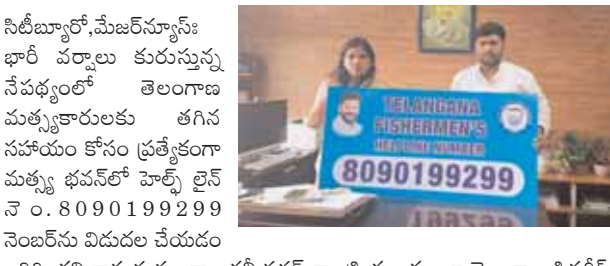 సిటీబ్యూరో,మేజర్‌న్యూస్:
భారీ వర్షాలు కురుస్తున్న
నేపథ్యంలో తెలంగాణ
మత్స్యకారులకు తగిన
సహాయం కోసం ప్రత్యేకంగా
మత్స్య భవన్‌లో హెల్ప్ లైన్
నెం.8090199299
నెంబర్‌ను విడుదల చేయడం
TELANGANA
FISHERMEN'S
HELPLINE NUMBER
8090199299